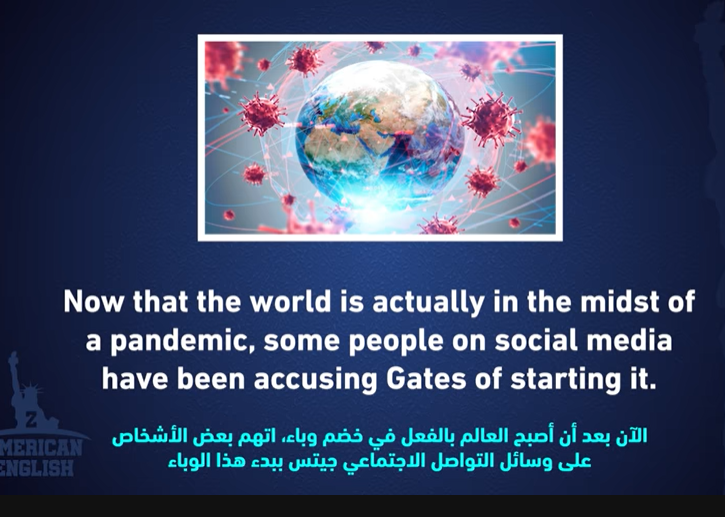 Now that the world is actually in the midst of
a pandemic, some people on social media
have been accusing Gates of starting it.
الآن بعد أن أصبح العالم بالفعل في خضم وباء، اتهم بعض الأشخاص
على وسائل التواصل الاجتماعي جيتس ببدء هذا الوباء
Z
MERICAN
ENGLISH